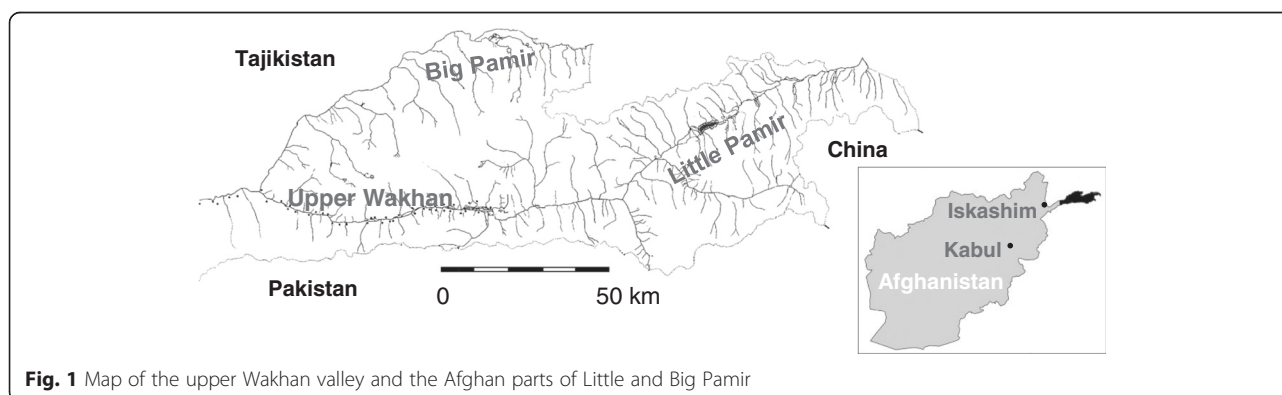 Tajikistan
Big Pamir
Little Pamir
China
Upper Wakhan
Iskashim
Kabul
Afghanistan
Pakistan
0 50 km
Fig. 1 Map of the upper Wakhan valley and the Afghan parts of Little and Big Pamir